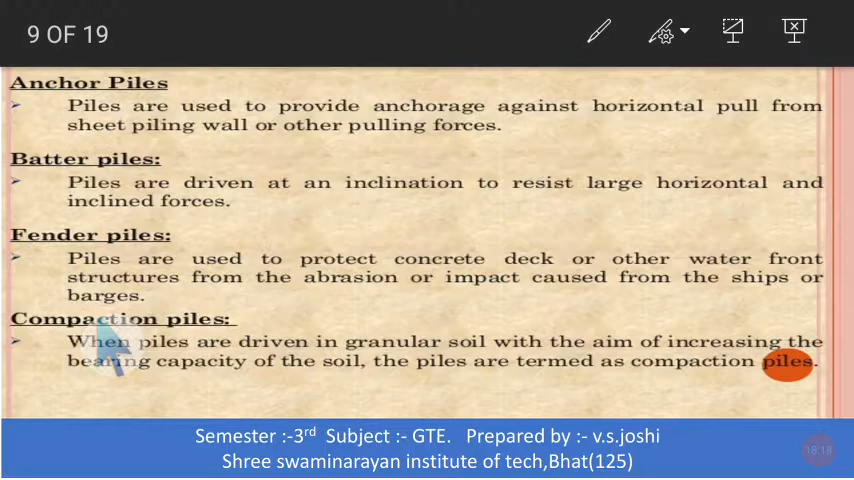 9 OF 19
Anchor Piles
➢ Piles are used to provide anchorage against horizontal pull from
sheet piling wall or other pulling forces.
Batter piles:
➢ Piles are driven at an inclination to resist large horizontal and
inclined forces.
Fender piles:
➢ Piles are used to protect concrete deck or other water front
structures from the abrasion or impact caused from the ships or
barges.
Compaction piles:
➢ When piles are driven in granular soil with the aim of increasing the
bearing capacity of the soil, the piles are termed as compaction piles.
Semester :-3rd Subject :- GTE. Prepared by :- v.s.joshi
Shree swaminarayan institute of tech,Bhat(125)
18:18